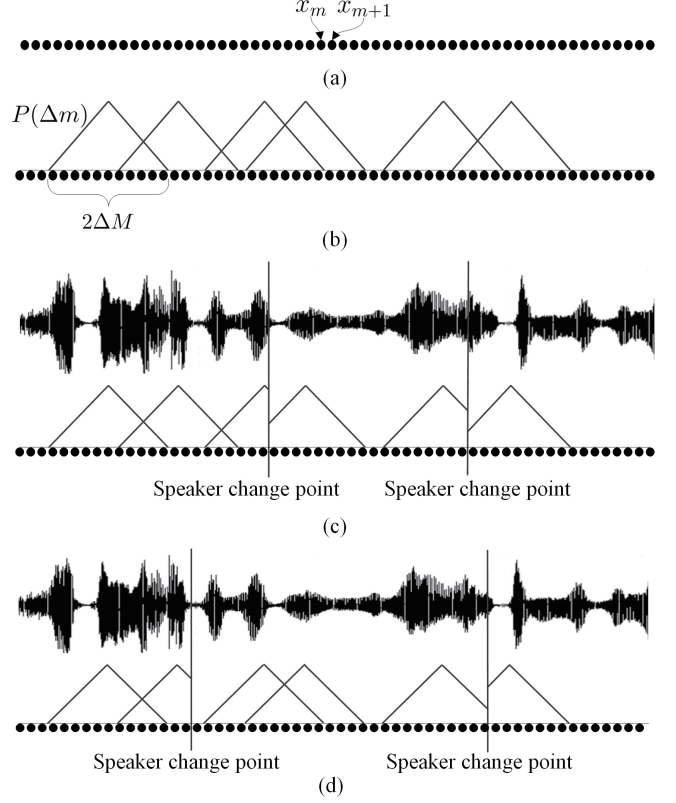 x_m x_{m+1}
(a)
P(Δm)
2ΔM
(b)
Speaker change point Speaker change point
(c)
Speaker change point Speaker change point
(d)